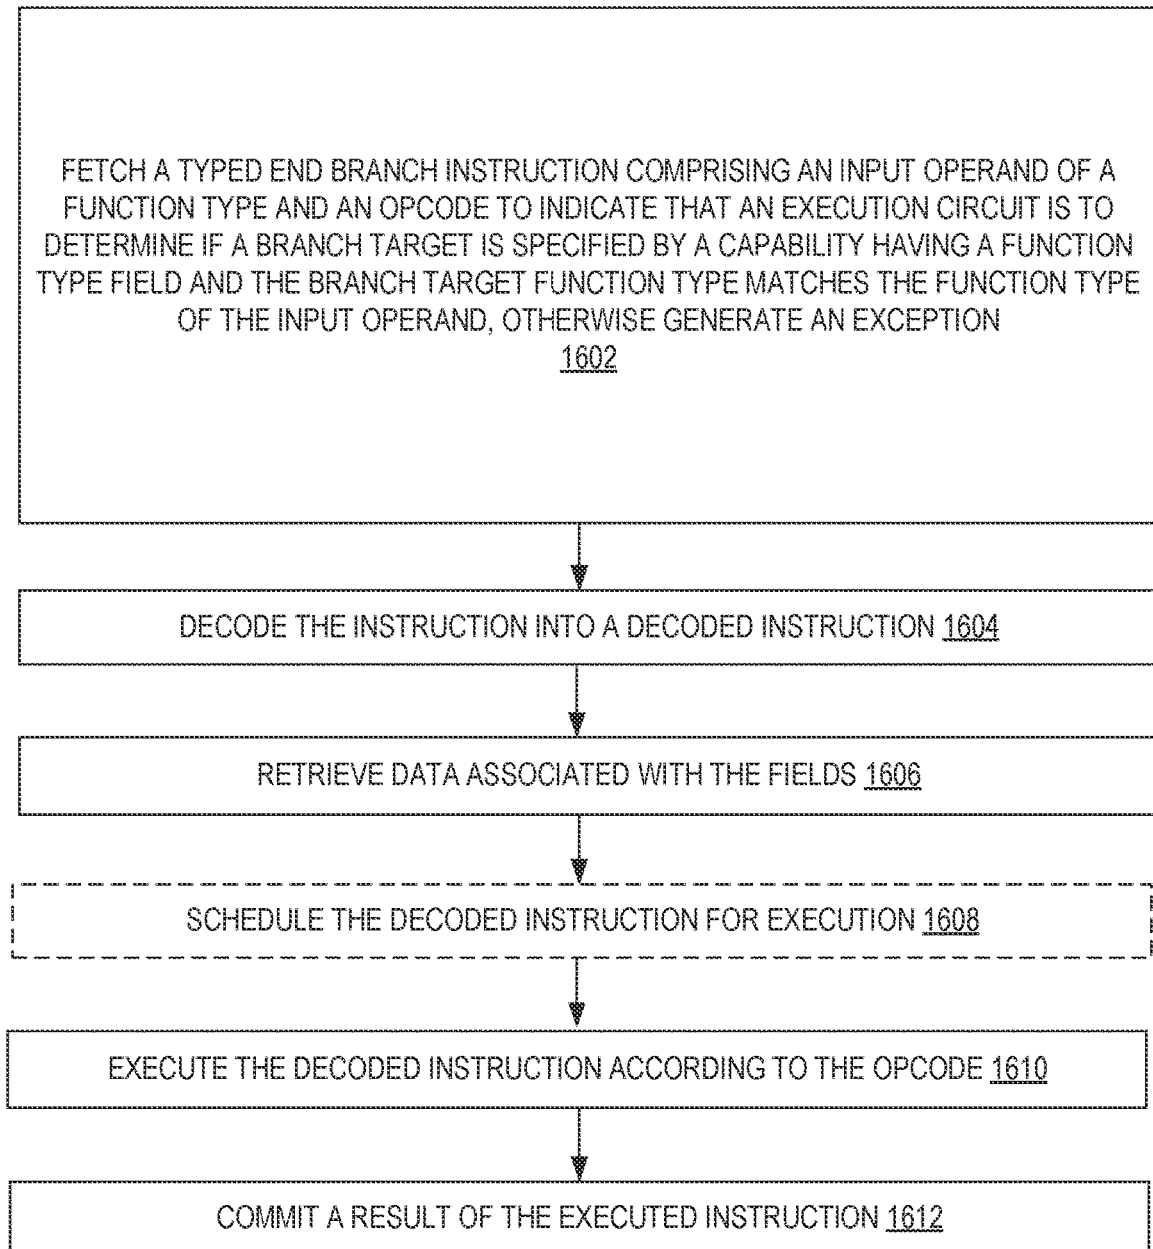 FETCH A TYPED END BRANCH INSTRUCTION COMPRISING AN INPUT OPERAND OF A
FUNCTION TYPE AND AN OPCODE TO INDICATE THAT AN EXECUTION CIRCUIT IS TO
DETERMINE IF A BRANCH TARGET IS SPECIFIED BY A CAPABILITY HAVING A FUNCTION
TYPE FIELD AND THE BRANCH TARGET FUNCTION TYPE MATCHES THE FUNCTION TYPE
OF THE INPUT OPERAND, OTHERWISE GENERATE AN EXCEPTION
1602
DECODE THE INSTRUCTION INTO A DECODED INSTRUCTION 1604
RETRIEVE DATA ASSOCIATED WITH THE FIELDS 1606
SCHEDULE THE DECODED INSTRUCTION FOR EXECUTION 1608
EXECUTE THE DECODED INSTRUCTION ACCORDING TO THE OPCODE 1610
COMMIT A RESULT OF THE EXECUTED INSTRUCTION 1612